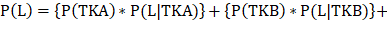 P(L) = {P(TKA) * P(L|TKA)} + {P(TKB) * P(L|TKB)} +